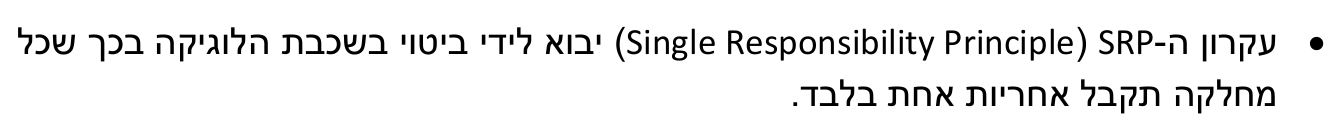 • עקרון ה-SRP (Single Responsibility Principle) יבוא לידי ביטוי בשכבת הלוגיקה בכך שכל
מחלקה תקבל אחריות אחת בלבד.